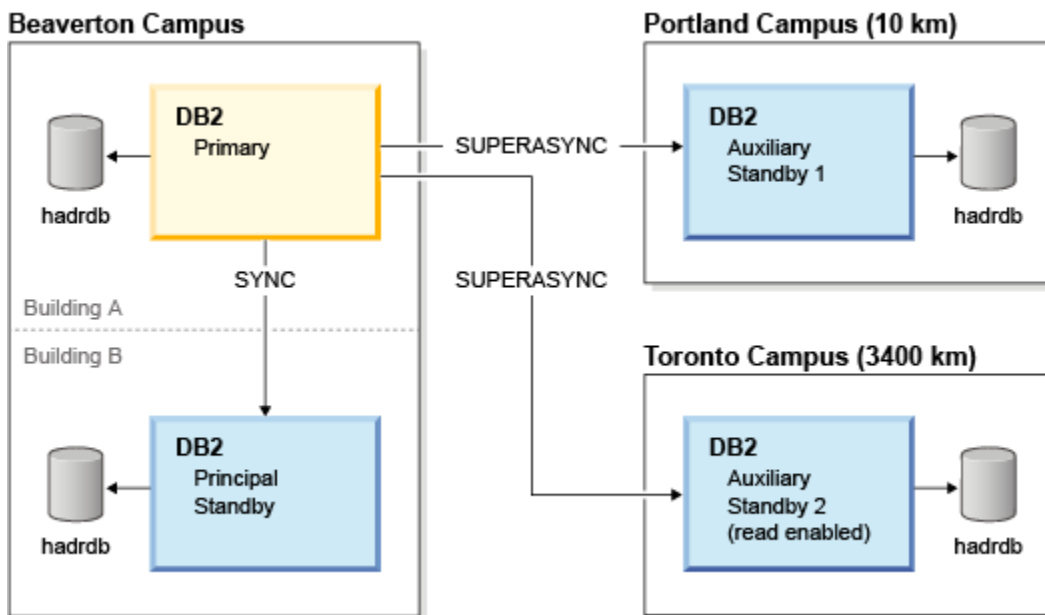 Beaverton Campus
DB2
Primary
hadrdb
SYNC
Building A
Building B
DB2
Principal
Standby
hadrdb
SUPERASYNC
SUPERASYNC
Portland Campus (10 km)
DB2
Auxiliary
Standby 1
hadrdb
Toronto Campus (3400 km)
DB2
Auxiliary
Standby 2
(read enabled)
hadrdb